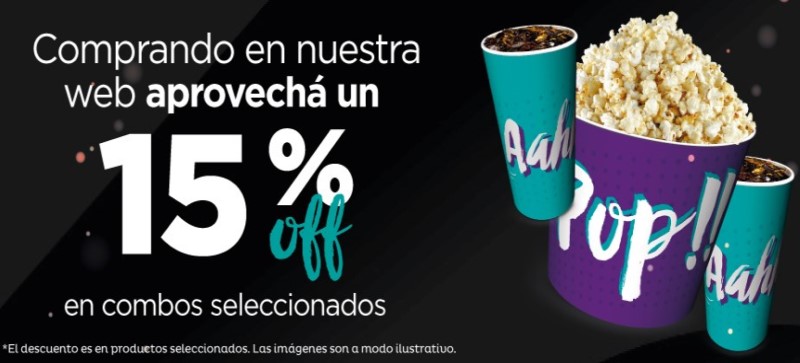 Comprando en nuestra
web aprovechá un
15%
off
en combos seleccionados
*El descuento es en productos seleccionados. Las imágenes son a modo ilustrativo.
Aah
Pop!!
Aah